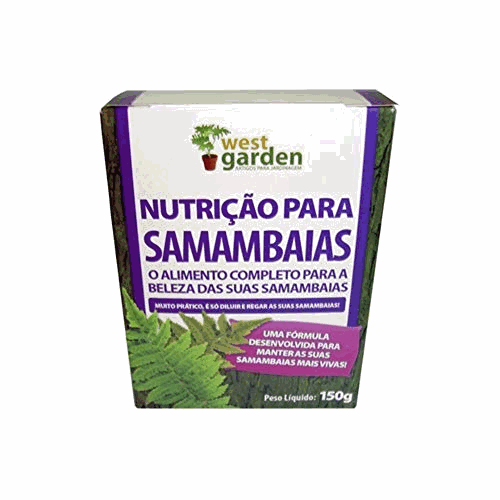 west
garden
ARTIGOS PARA JARDINAGEM
NUTRIÇÃO PARA
SAMAMBAIAS
O ALIMENTO COMPLETO PARA A
BELEZA DAS SUAS SAMAMBAIAS
MUITO PRÁTICO, É SÓ DILUIR E REGAR AS SUAS SAMAMBAIAS!
UMA FÓRMULA
DESENVOLVIDA PARA
MANTER AS SUAS
SAMAMBAIAS MAIS VIVAS!
Peso Líquido: 150g